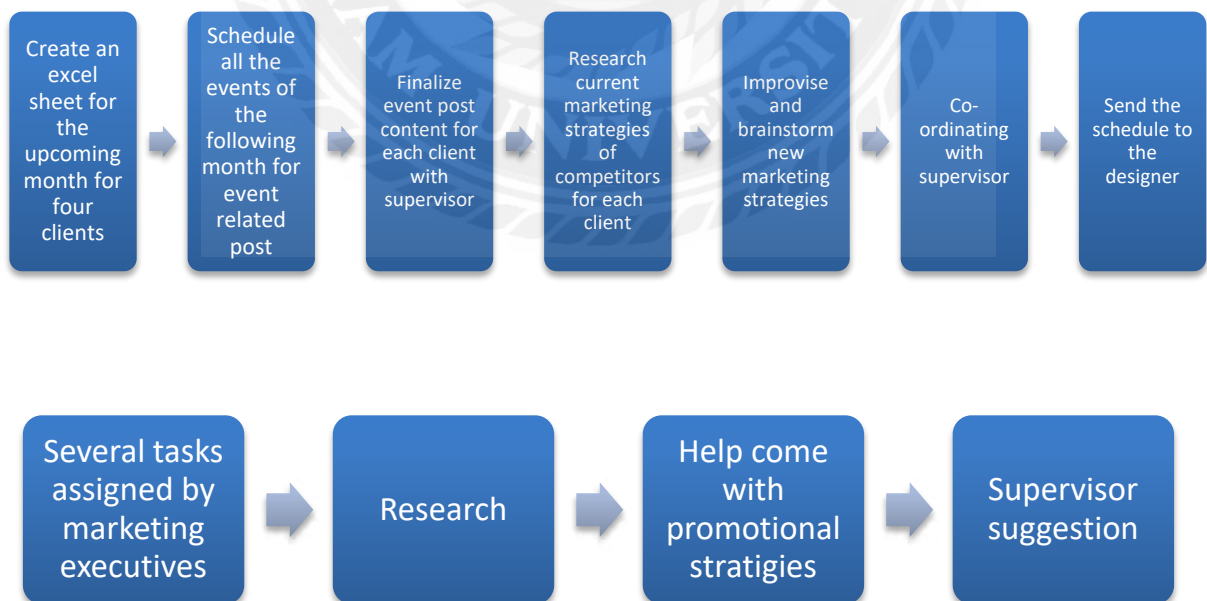 Create an
excel
sheet for
the
upcoming
month for
four
clients
Schedule
all the
events of
the
following
month for
event
related
post
Finalize
event post
content for
each client
with
supervisor
Research
current
marketing
strategies
of
competitors
for each
client
Improvise
and
brainstorm
new
marketing
strategies
Co-
ordinating
with
supervisor
Send the
schedule to
the
designer
Several tasks
assigned by
marketing
executives
Research
Help come
with
promotional
stratigies
Supervisor
suggestion